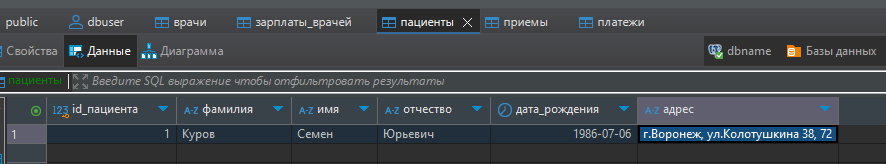 public dbuser врачи зарплаты_врачей пациенты приемы платежи
Свойства Данные Диаграмма dbname Базы данных
пациенты Введите SQL выражение чтобы отфильтровать результаты
123 id_пациента A-Z фамилия A-Z имя A-Z отчество дата_рождения A-Z адрес
1 1 Куров Семен Юрьевич 1986-07-06 г.Воронеж, ул.Колотушкина 38, 72